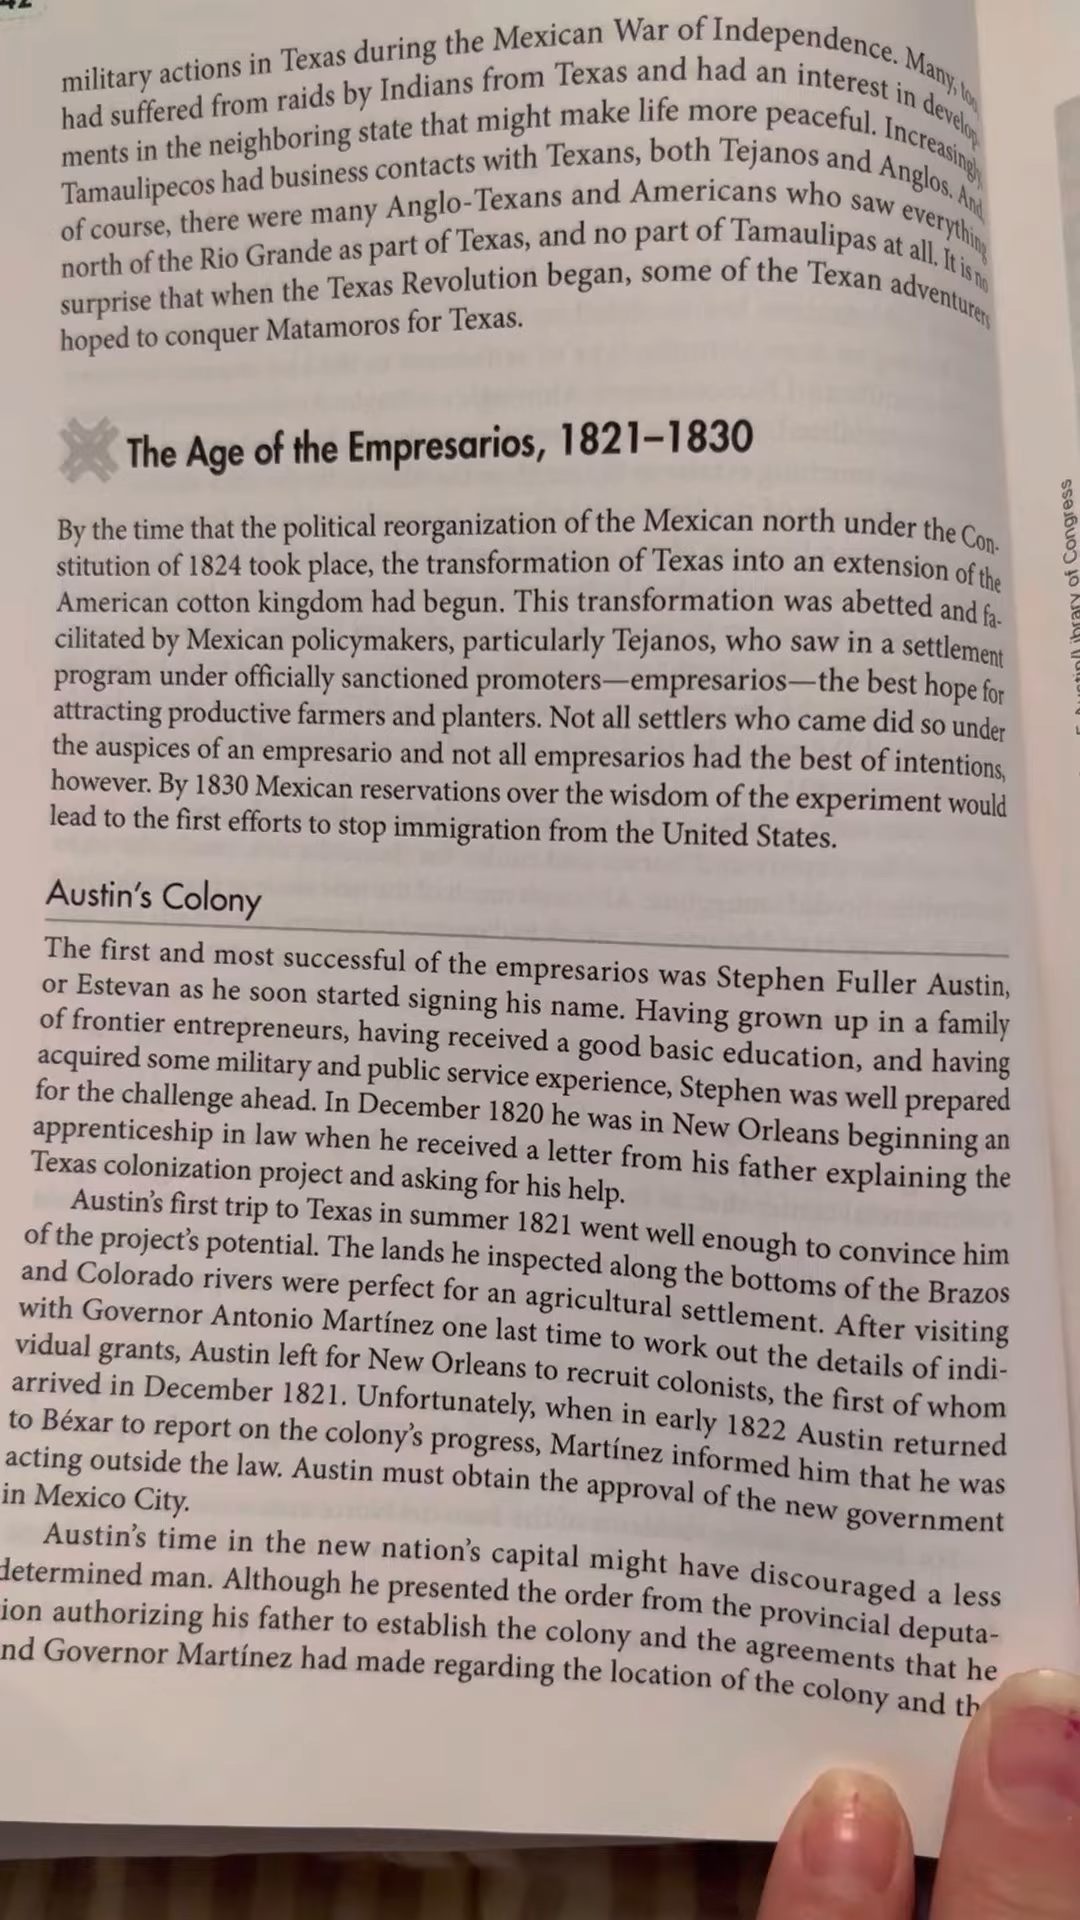 42
military actions in Texas during the Mexican War of Independence. Many, too,
had suffered from raids by Indians from Texas and had an interest in develop-
ments in the neighboring state that might make life more peaceful. Increasingly,
Tamaulipecos had business contacts with Texans, both Tejanos and Anglos. And,
of course, there were many Anglo-Texans and Americans who saw everything
north of the Rio Grande as part of Texas, and no part of Tamaulipas at all. It is no
surprise that when the Texas Revolution began, some of the Texan adventurers
hoped to conquer Matamoros for Texas.
The Age of the Empresarios, 1821–1830
By the time that the political reorganization of the Mexican north under the Con-
stitution of 1824 took place, the transformation of Texas into an extension of the
American cotton kingdom had begun. This transformation was abetted and fa-
cilitated by Mexican policymakers, particularly Tejanos, who saw in a settlement
program under officially sanctioned promoters—empresarios—the best hope for
attracting productive farmers and planters. Not all settlers who came did so under
the auspices of an empresario and not all empresarios had the best of intentions,
however. By 1830 Mexican reservations over the wisdom of the experiment would
lead to the first efforts to stop immigration from the United States.
Austin's Colony
The first and most successful of the empresarios was Stephen Fuller Austin,
or Estevan as he soon started signing his name. Having grown up in a family
of frontier entrepreneurs, having received a good basic education, and having
acquired some military and public service experience, Stephen was well prepared
for the challenge ahead. In December 1820 he was in New Orleans beginning an
apprenticeship in law when he received a letter from his father explaining the
Texas colonization project and asking for his help.
Austin's first trip to Texas in summer 1821 went well enough to convince him
of the project's potential. The lands he inspected along the bottoms of the Brazos
and Colorado rivers were perfect for an agricultural settlement. After visiting
with Governor Antonio Martínez one last time to work out the details of indi-
vidual grants, Austin left for New Orleans to recruit colonists, the first of whom
arrived in December 1821. Unfortunately, when in early 1822 Austin returned
to Béxar to report on the colony's progress, Martínez informed him that he was
acting outside the law. Austin must obtain the approval of the new government
in Mexico City.
Austin's time in the new nation's capital might have discouraged a less
determined man. Although he presented the order from the provincial deputa-
ion authorizing his father to establish the colony and the agreements that he
nd Governor Martínez had made regarding the location of the colony and th
Library of Congress